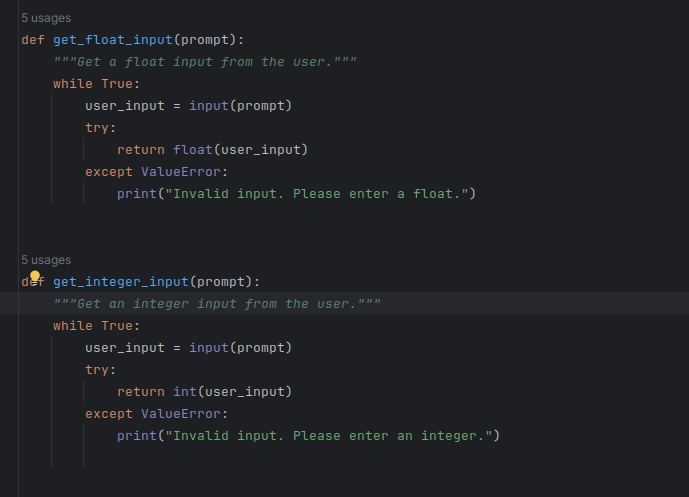 5 usages
def get_float_input(prompt):
    """Get a float input from the user."""
    while True:
        user_input = input(prompt)
        try:
            return float(user_input)
        except ValueError:
            print("Invalid input. Please enter a float.")
5 usages
def get_integer_input(prompt):
    """Get an integer input from the user."""
    while True:
        user_input = input(prompt)
        try:
            return int(user_input)
        except ValueError:
            print("Invalid input. Please enter an integer.")